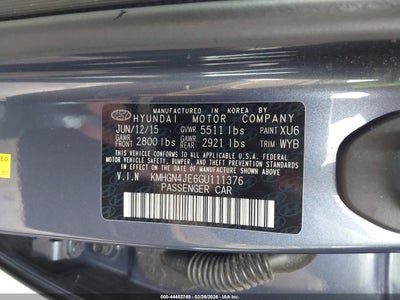 MANUFACTURED IN KOREA BY
HYUNDAI MOTOR COMPANY
JUN/12/15 GVWR 5511 lbs PAINT XU6
GAWR FRONT 2800 lbs GAWR REAR 2921 lbs TRIM WYB
THIS VEHICLE CONFORMS TO ALL APPLICABLE FEDERAL
MOTOR VEHICLE SAFETY, BUMPER, AND THEFT PREVENTION
STANDARDS IN EFFECT ON THE DATE OF MANUFACTURE SHOWN ABOVE.
V.I.N KMHGN4JE6GU111376
PASSENGER CAR
000-44482749 - 02/26/2026 - IAA Holdings, LLC